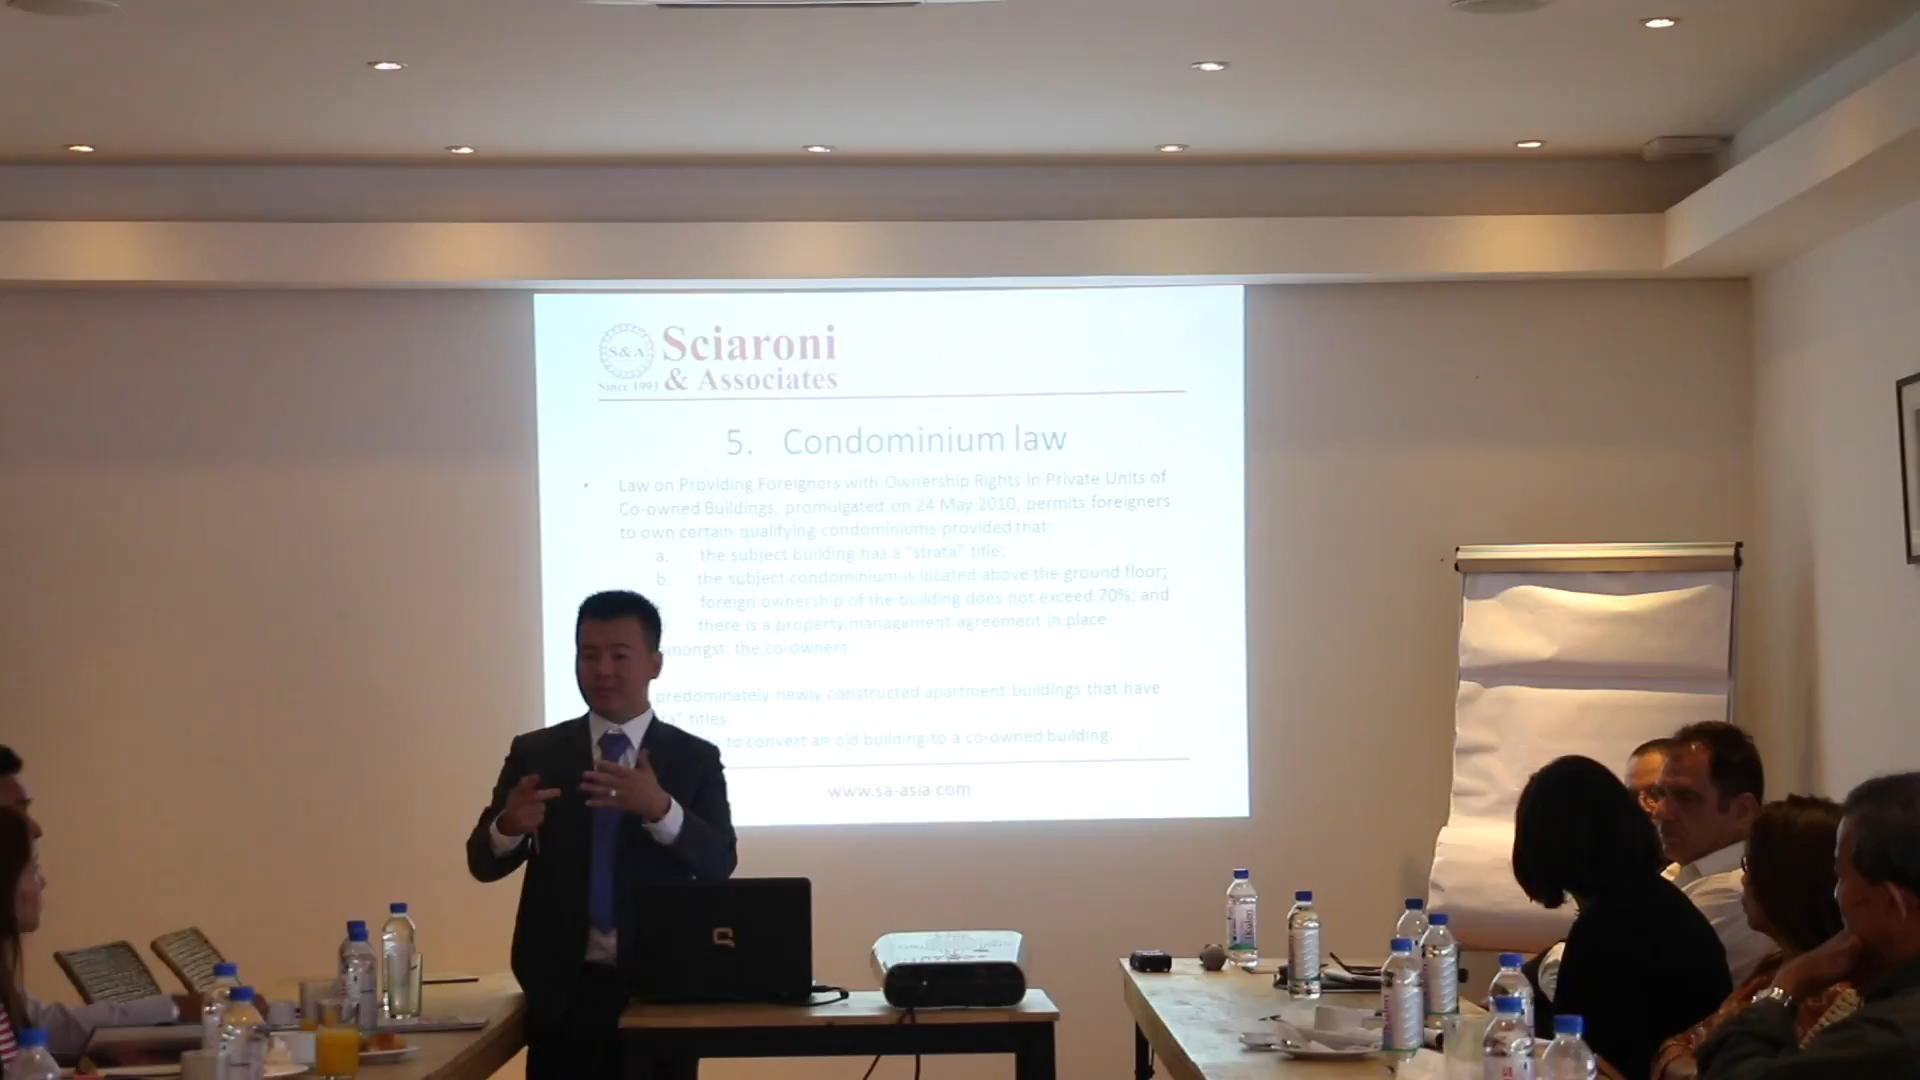 S&A
Sciaroni
Since 1993 & Associates
5. Condominium law
• Law on Providing Foreigners with Ownership Rights in Private Units of
Co-owned Buildings, promulgated on 24 May 2010, permits foreigners
to own certain qualifying condominiums provided that:
a. the subject building has a "strata" title;
b. the subject condominium is located above the ground floor;
foreign ownership of the building does not exceed 70%; and
there is a property management agreement in place
amongst the co-owners.
predominately newly constructed apartment buildings that have
titles.
to convert an old building to a co-owned building.
www.sa-asia.com